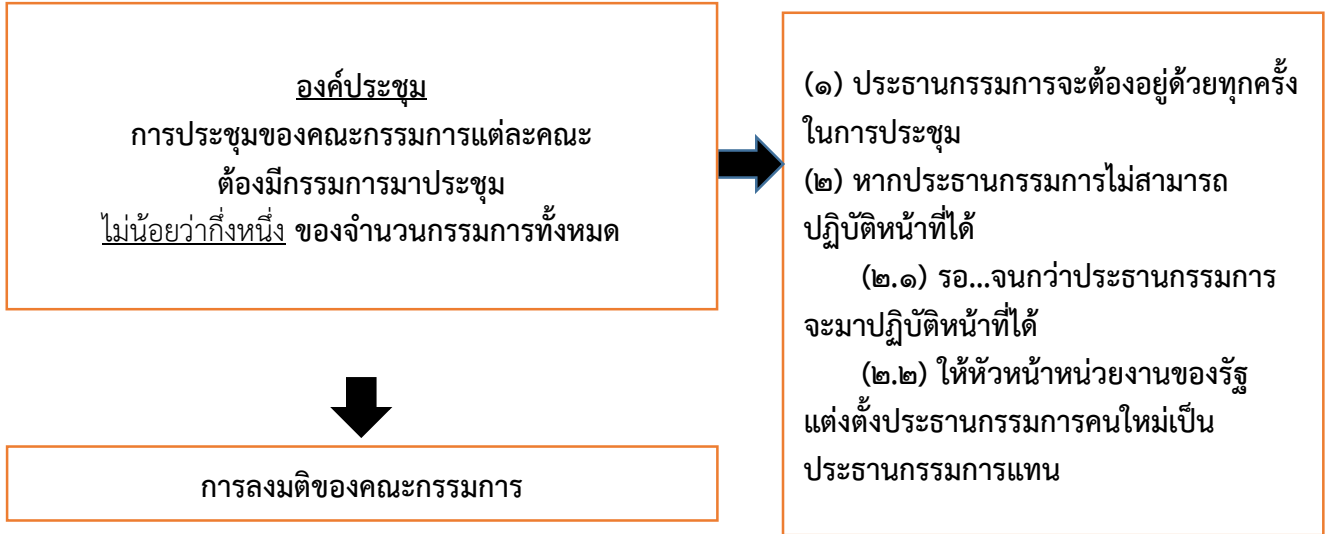 องค์ประชุม
การประชุมของคณะกรรมการแต่ละคณะ
ต้องมีกรรมการมาประชุม
ไม่น้อยว่ากึ่งหนึ่ง ของจำนวนกรรมการทั้งหมด
(๑) ประธานกรรมการจะต้องอยู่ด้วยทุกครั้ง
ในการประชุม
(๒) หากประธานกรรมการไม่สามารถ
ปฏิบัติหน้าที่ได้
(๒.๑) รอ...จนกว่าประธานกรรมการ
จะมาปฏิบัติหน้าที่ได้
(๒.๒) ให้หัวหน้าหน่วยงานของรัฐ
แต่งตั้งประธานกรรมการคนใหม่เป็น
ประธานกรรมการแทน
การลงมติของคณะกรรมการ